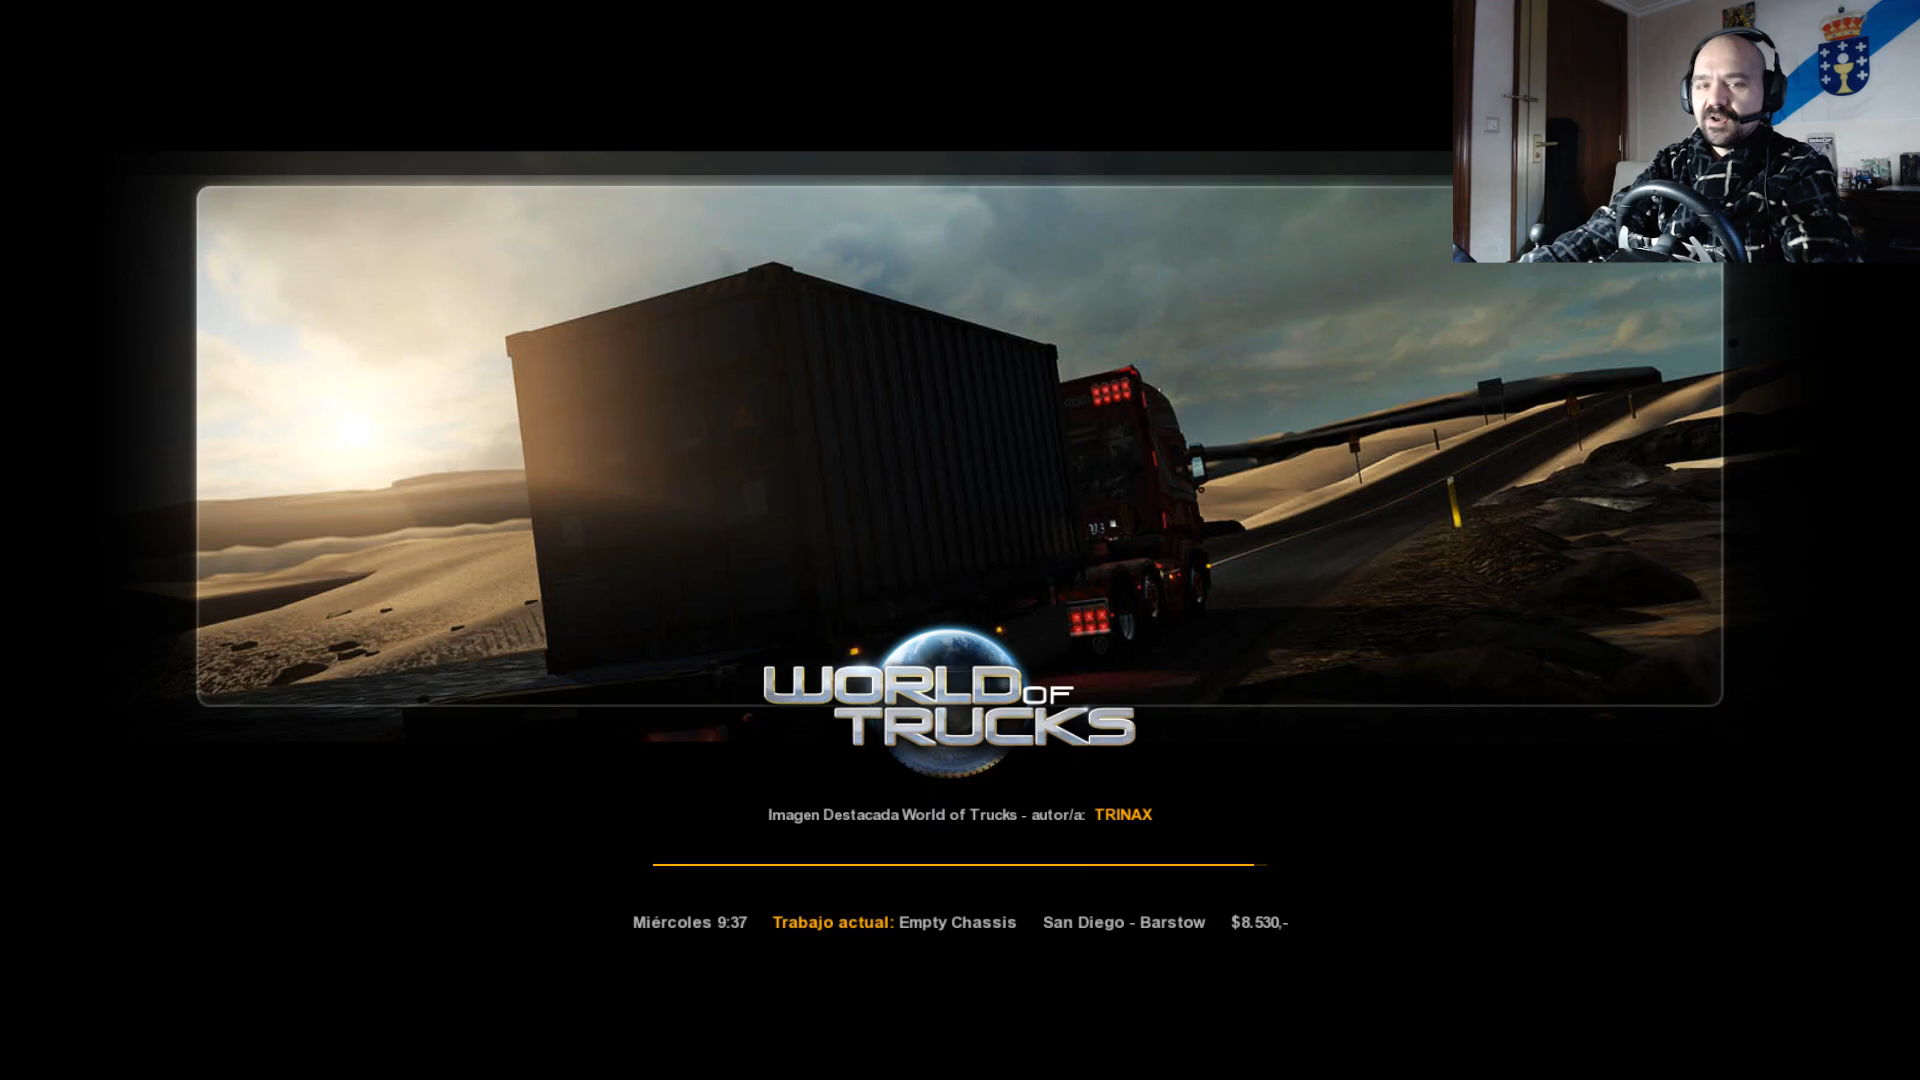 WORLD OF
TRUCKS
Imagen Destacada World of Trucks - autor/a: TRINAX
Miércoles 9:37 Trabajo actual: Empty Chassis San Diego - Barstow $8.530,-